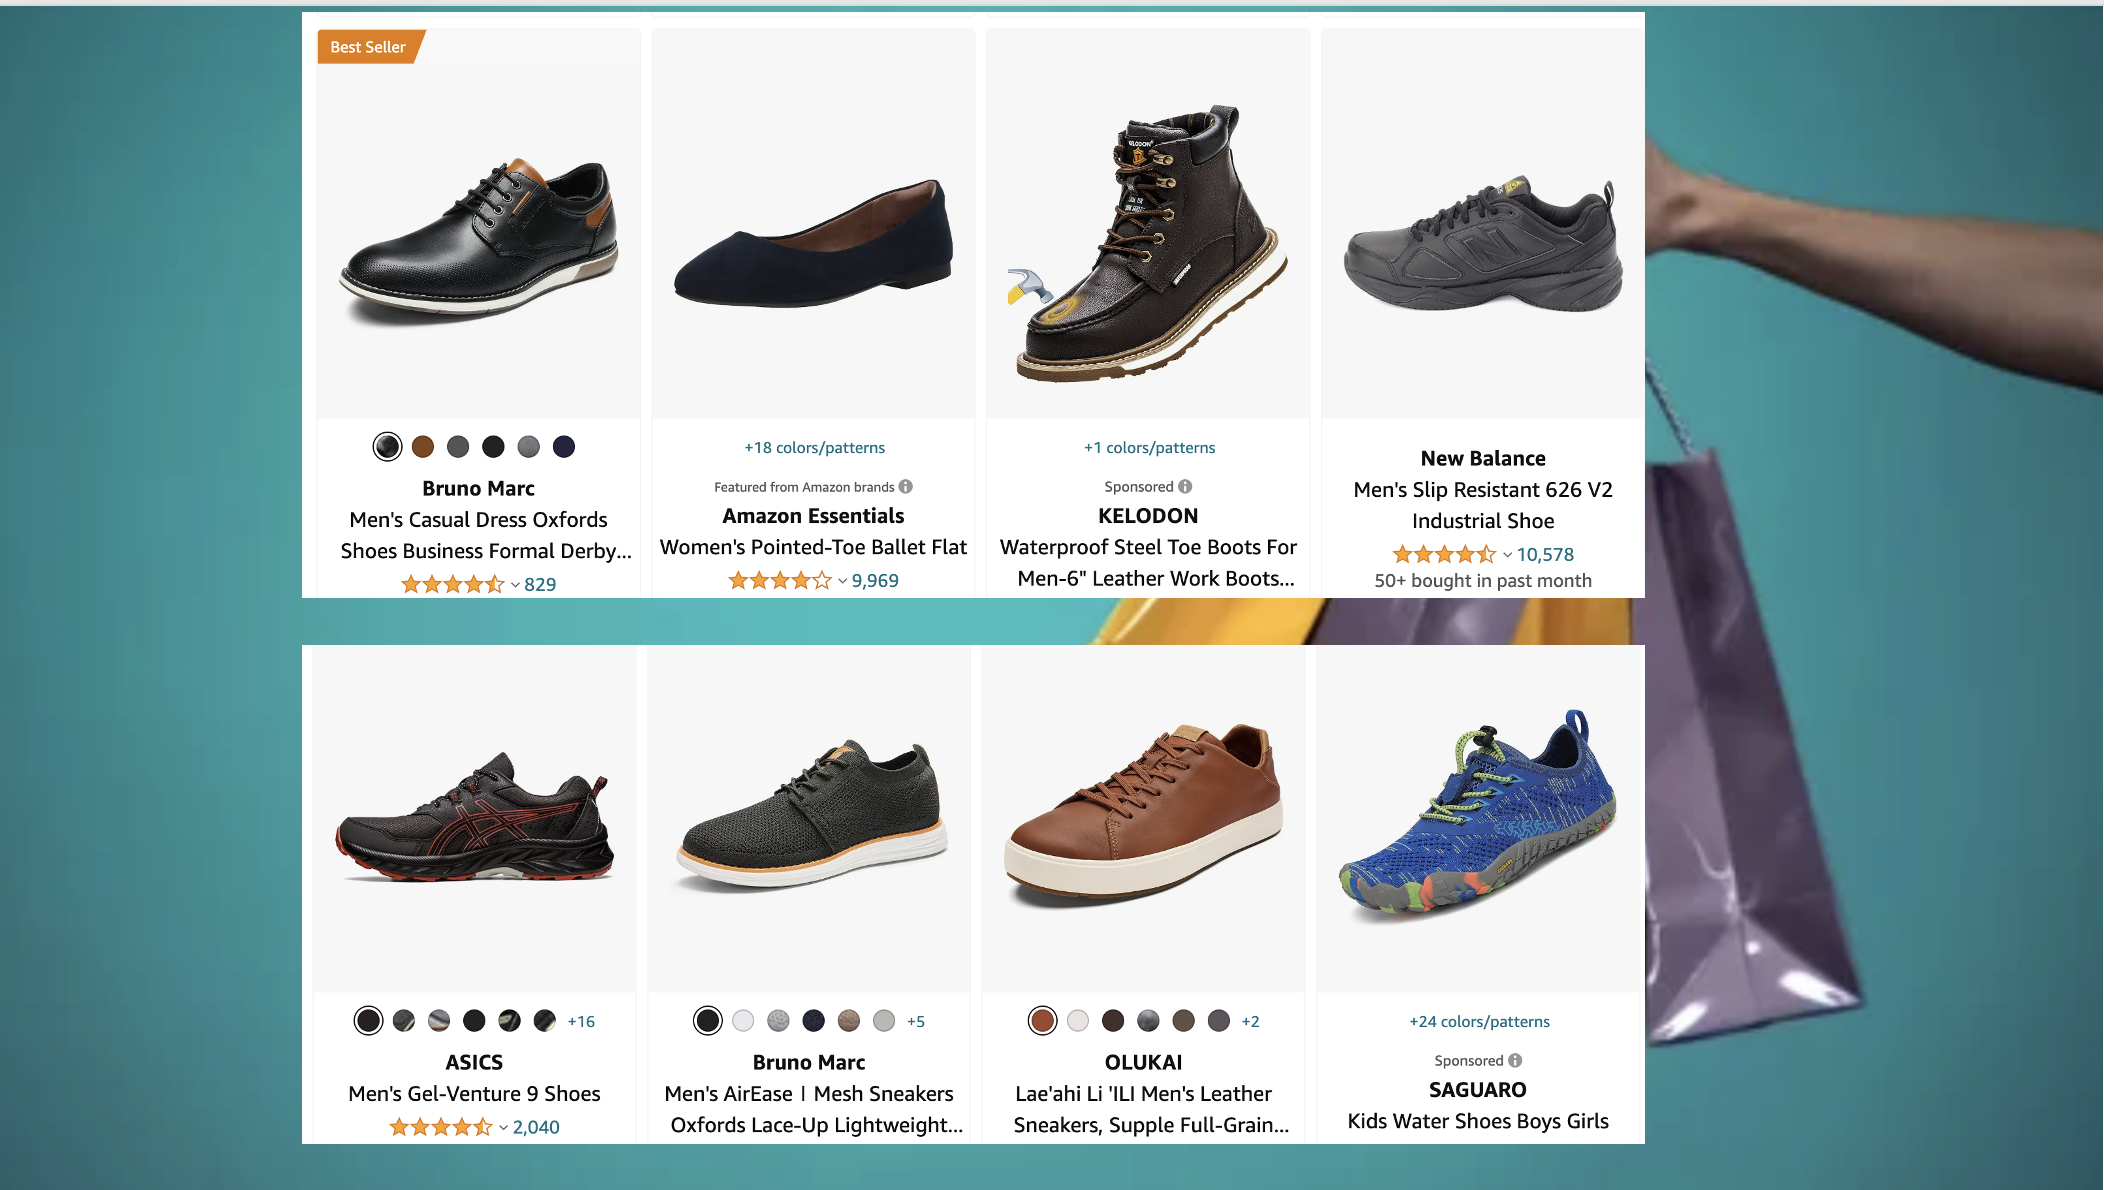 Best Seller
KELODON
Bruno Marc
Men's Casual Dress Oxfords
Shoes Business Formal Derby...
829
+18 colors/patterns
Featured from Amazon brands
Amazon Essentials
Women's Pointed-Toe Ballet Flat
9,969
+1 colors/patterns
Sponsored
KELODON
Waterproof Steel Toe Boots For
Men-6" Leather Work Boots...
New Balance
Men's Slip Resistant 626 V2
Industrial Shoe
10,578
50+ bought in past month
+16
ASICS
Men's Gel-Venture 9 Shoes
2,040
+5
Bruno Marc
Men's AirEase | Mesh Sneakers
Oxfords Lace-Up Lightweight...
+2
OLUKAI
Lae'ahi Li 'ILI Men's Leather
Sneakers, Supple Full-Grain...
+24 colors/patterns
Sponsored
SAGUARO
Kids Water Shoes Boys Girls